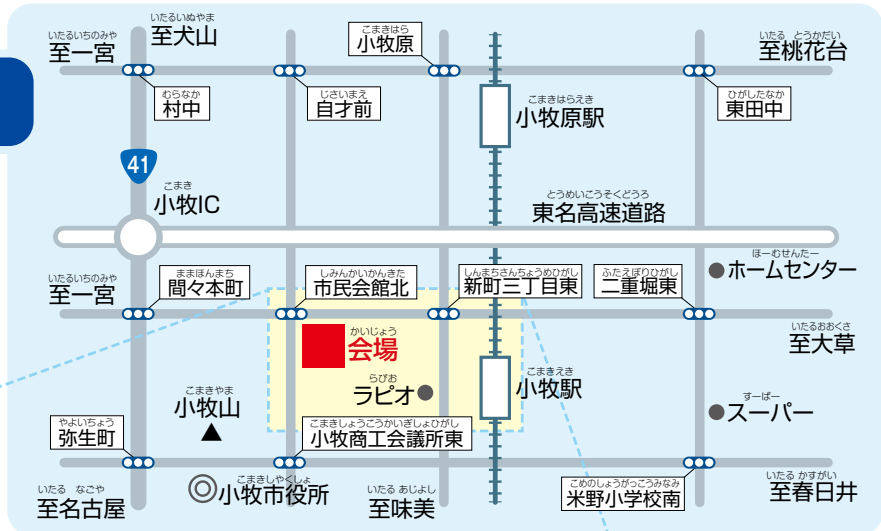 いたるいちのみや
至一宮
いたるいぬやま
至犬山
こまきはら
小牧原
いたる とうかだい
至桃花台
むらなか
村中
じさいまえ
自才前
こまきはらえき
小牧原駅
ひがしたなか
東田中
41
こまき
小牧IC
とうめいこうそくどうろ
東名高速道路
ほーむせんたー
ホームセンター
いたるいちのみや
至一宮
ままほんまち
間々本町
しみんかいかんきた
市民会館北
しんまちさんちょうめひがし
新町三丁目東
ふたえぼりひがし
二重堀東
いたるおおくさ
至大草
かいじょう
会場
らぴお
ラピオ
こまきえき
小牧駅
こまきやま
小牧山
すーぱー
スーパー
やよいちょう
弥生町
こまきしょうこうかいぎしょひがし
小牧商工会議所東
こまきしやくしょ
小牧市役所
いたる なごや
至名古屋
いたる あじよし
至味美
こめのしょうがっこうみなみ
米野小学校南
いたる かすがい
至春日井